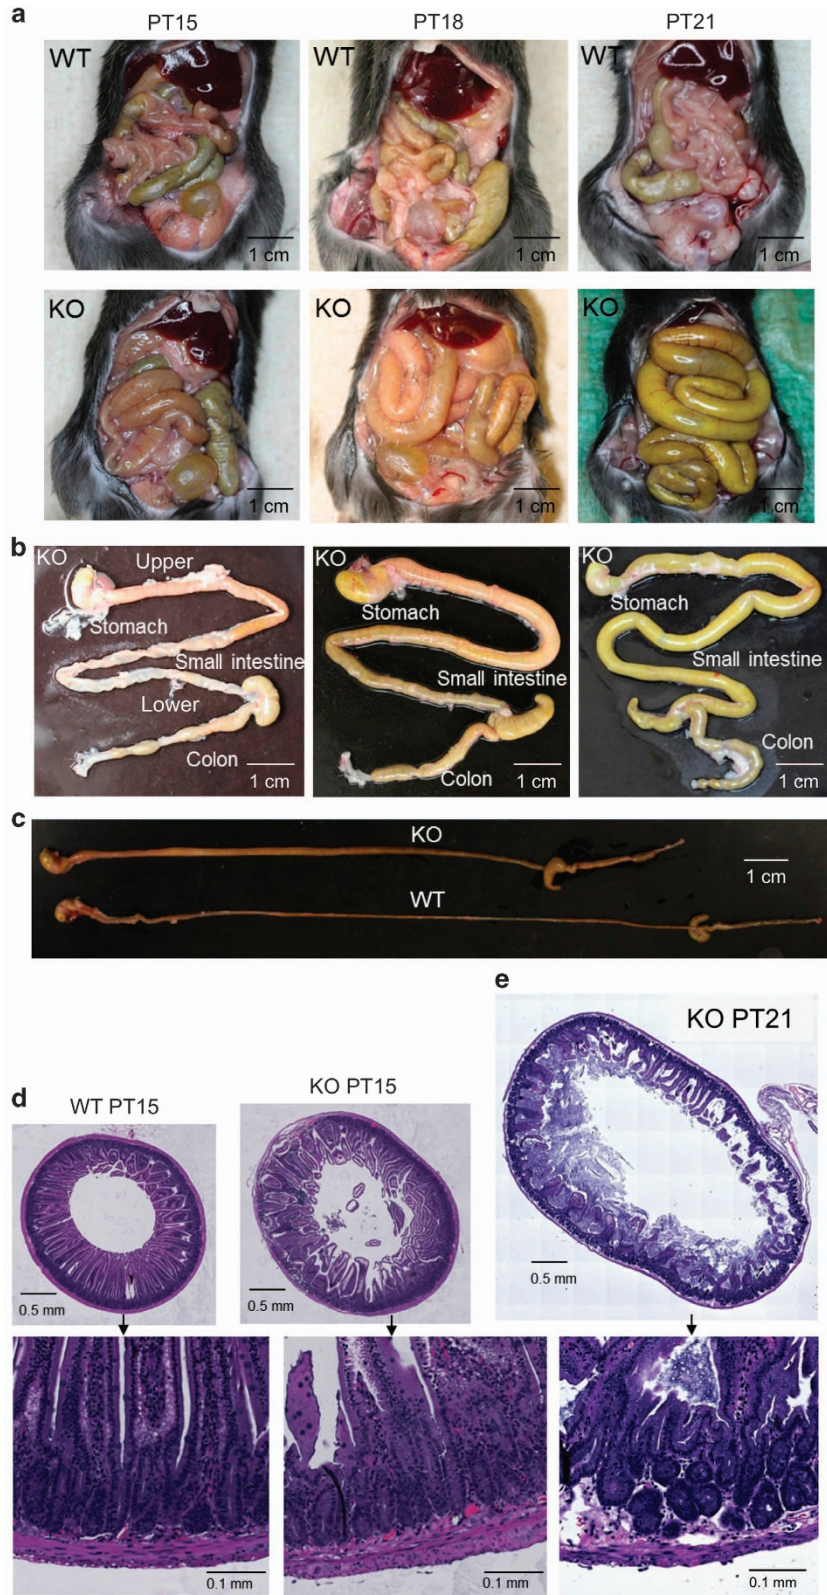 a
PT15 PT18 PT21
WT WT WT
1 cm 1 cm 1 cm
KO KO KO
1 cm 1 cm 1 cm
b
KO KO KO
Upper
Stomach Stomach Stomach
Small intestine Small intestine Small intestine
Lower
Colon Colon Colon
1 cm 1 cm 1 cm
c
KO
1 cm
WT
e
KO PT21
d
WT PT15 KO PT15
0.5 mm 0.5 mm 0.5 mm
0.1 mm 0.1 mm 0.1 mm